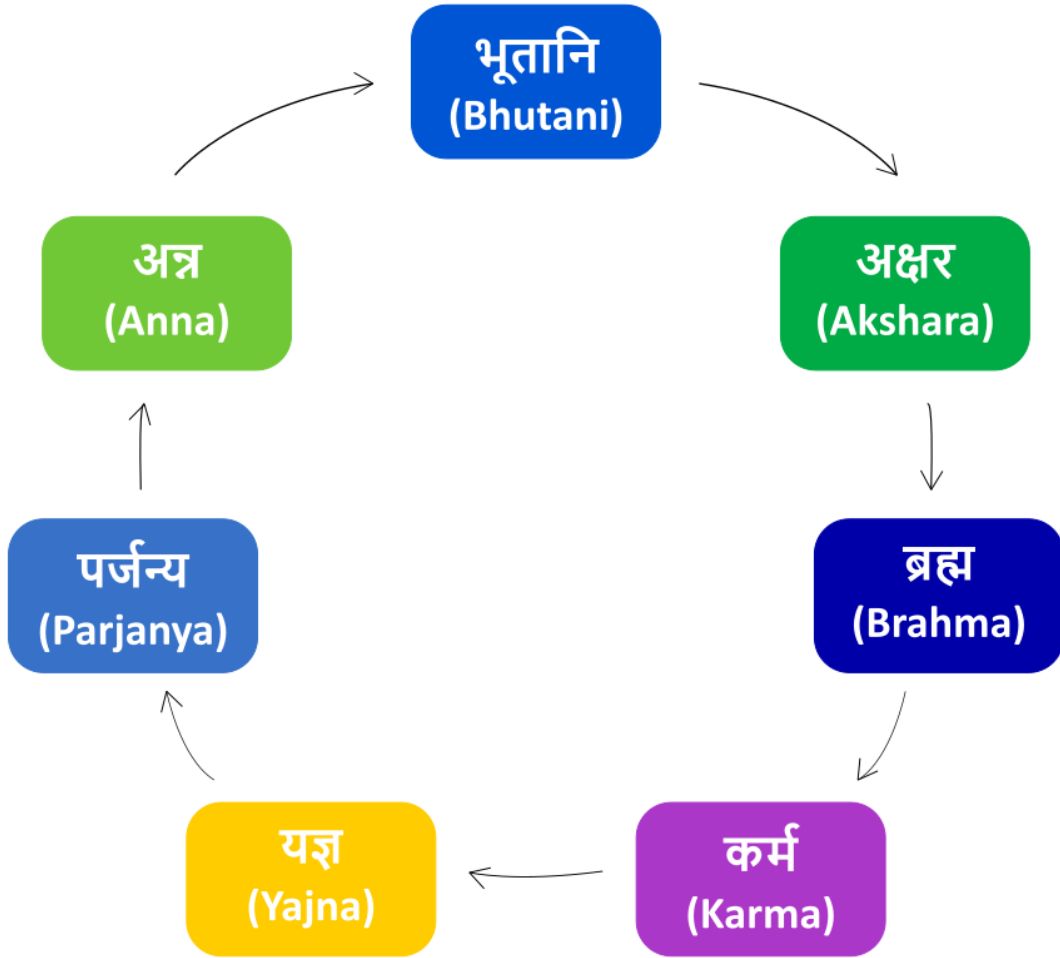 भूतानि
(Bhutani)
अक्षर
(Akshara)
ब्रह्म
(Brahma)
कर्म
(Karma)
यज्ञ
(Yajna)
पर्जन्य
(Parjanya)
अन्न
(Anna)